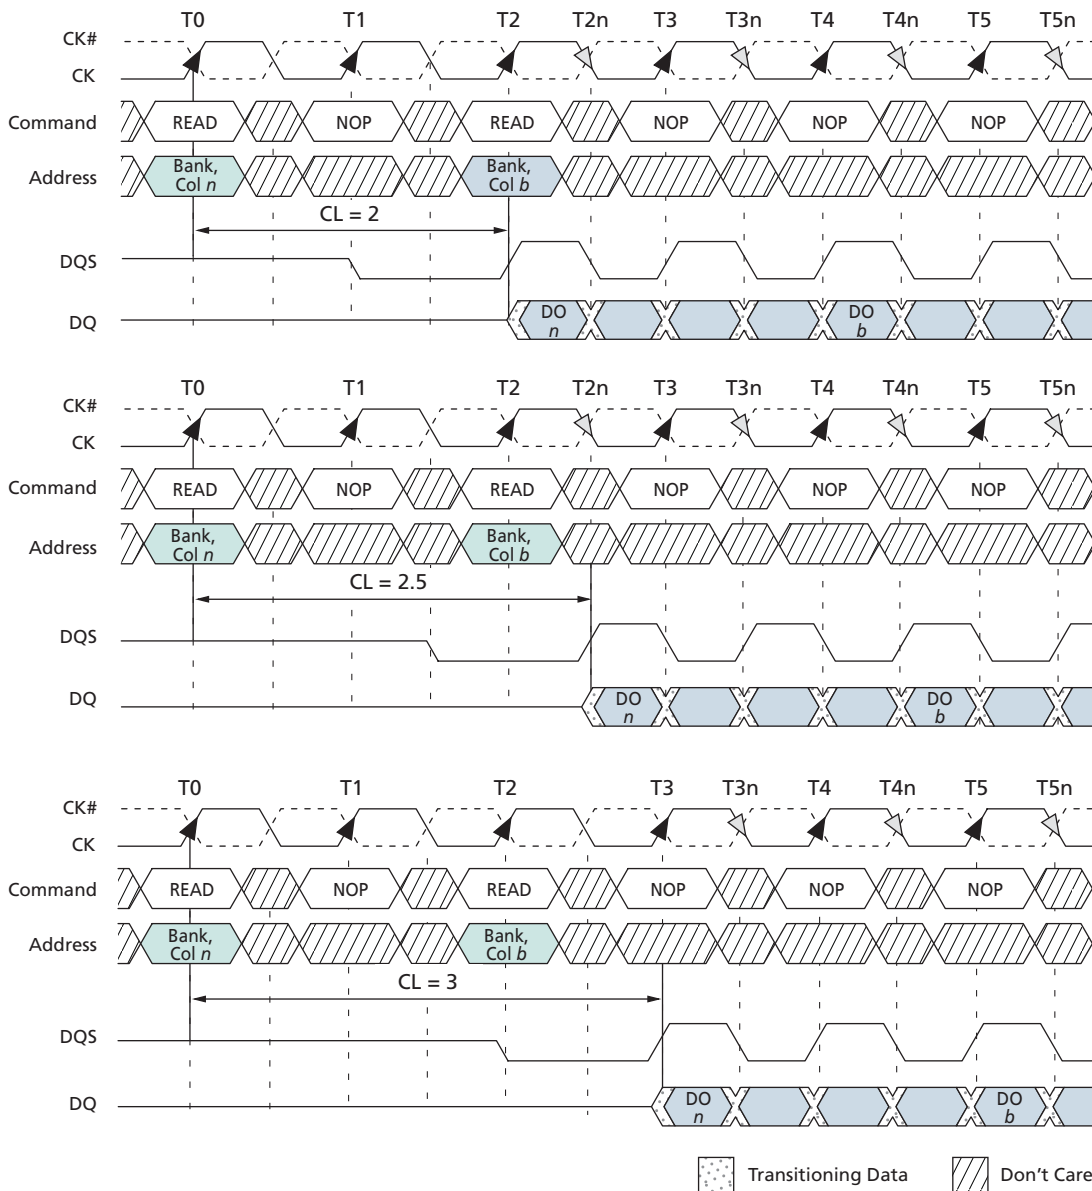 T0 T1 T2 T2n T3 T3n T4 T4n T5 T5n
CK#
CK
Command READ NOP READ NOP NOP NOP
Address Bank, Col n Bank, Col b
CL = 2
DQS
DQ DO n DO b
T0 T1 T2 T2n T3 T3n T4 T4n T5 T5n
CK#
CK
Command READ NOP READ NOP NOP NOP
Address Bank, Col n Bank, Col b
CL = 2.5
DQS
DQ DO n DO b
T0 T1 T2 T3 T3n T4 T4n T5 T5n
CK#
CK
Command READ NOP READ NOP NOP NOP
Address Bank, Col n Bank, Col b
CL = 3
DQS
DQ DO n DO b
Transitioning Data Don't Care